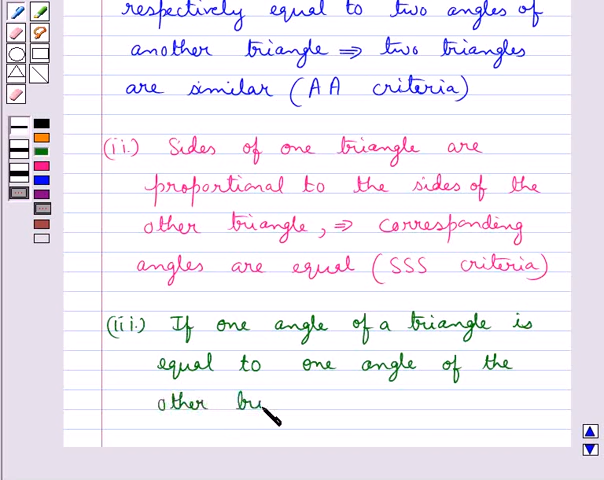 respectively equal to two angles of
another triangle ⇒ two triangles
are similar (AA criteria)
(ii.) Sides of one triangle are
proportional to the sides of the
other triangle, ⇒ corresponding
angles are equal (SSS criteria)
(iii.) If one angle of a triangle is
equal to one angle of the
other